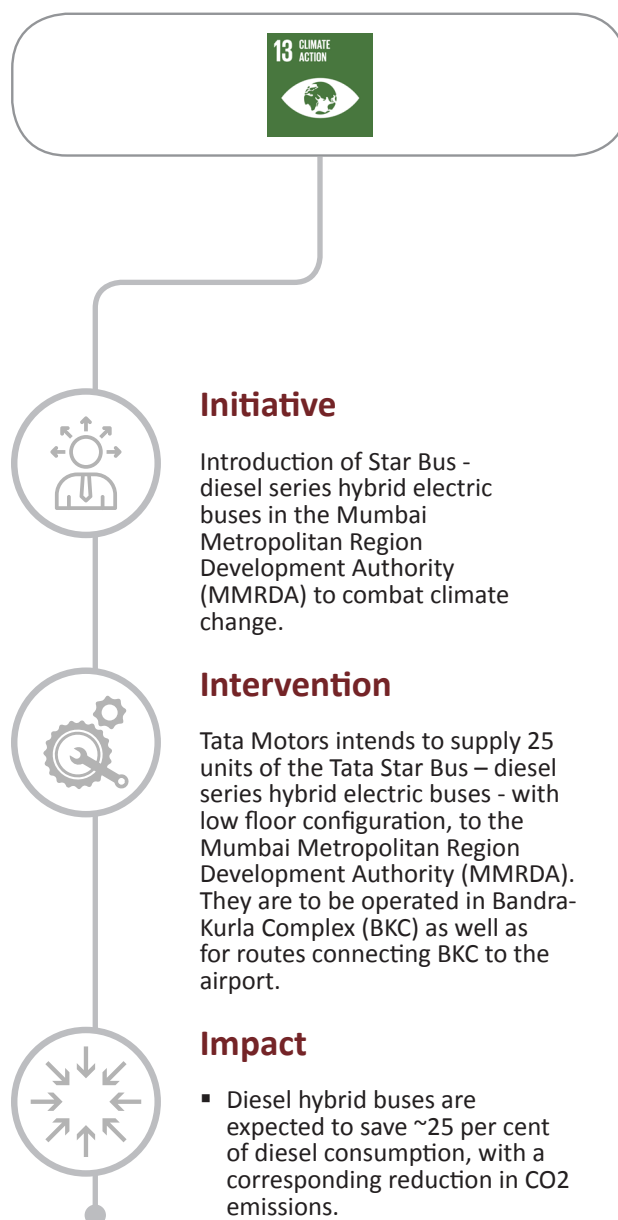 13 CLIMATE
ACTION
Initiative
Introduction of Star Bus -
diesel series hybrid electric
buses in the Mumbai
Metropolitan Region
Development Authority
(MMRDA) to combat climate
change.
Intervention
Tata Motors intends to supply 25
units of the Tata Star Bus – diesel
series hybrid electric buses - with
low floor configuration, to the
Mumbai Metropolitan Region
Development Authority (MMRDA).
They are to be operated in Bandra-
Kurla Complex (BKC) as well as
for routes connecting BKC to the
airport.
Impact
▪ Diesel hybrid buses are
expected to save ~25 per cent
of diesel consumption, with a
corresponding reduction in CO2
emissions.